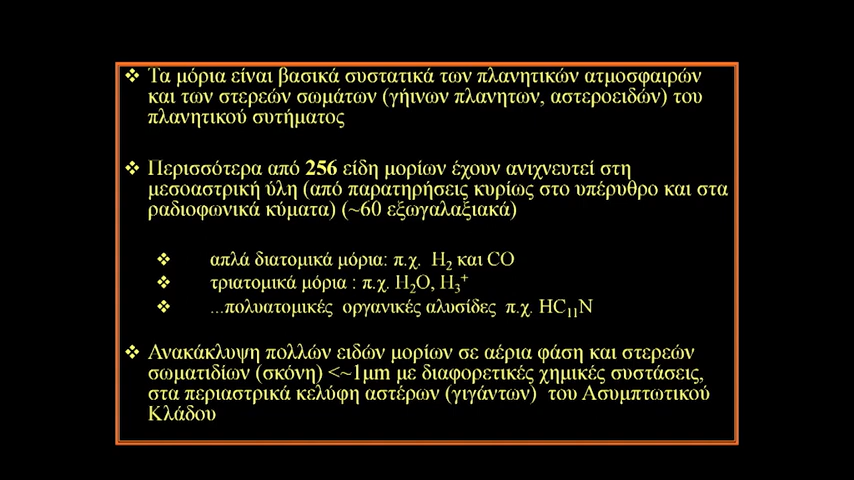 ❖ Τα μόρια είναι βασικά συστατικά των πλανητικών ατμοσφαιρών
και των στερεών σωμάτων (γήινων πλανητων, αστεροειδών) του
πλανητικού συτήματος
❖ Περισσότερα από 256 είδη μορίων έχουν ανιχνευτεί στη
μεσοαστρική ύλη (από παρατηρήσεις κυρίως στο υπέρυθρο και στα
ραδιοφωνικά κύματα) (~60 εξωγαλαξιακά)
❖ απλά διατομικά μόρια: π.χ. H₂ και CO
❖ τριατομικά μόρια : π.χ. H₂O, H₃⁺
❖ ...πολυατομικές οργανικές αλυσίδες π.χ. HC₁₁N
❖ Ανακάκλυψη πολλών ειδών μορίων σε αέρια φάση και στερεών
σωματιδίων (σκόνη) <~1μm με διαφορετικές χημικές συστάσεις,
στα περιαστρικά κελύφη αστέρων (γιγάντων) του Ασυμπτωτικού
Κλάδου